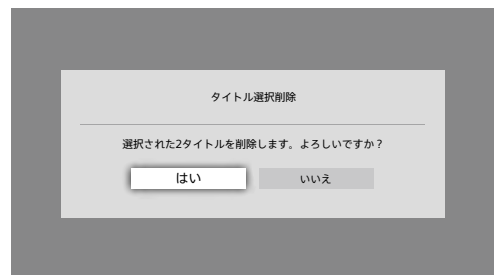 タイトル選択削除
選択された2タイトルを削除します。よろしいですか？
はい
いいえ